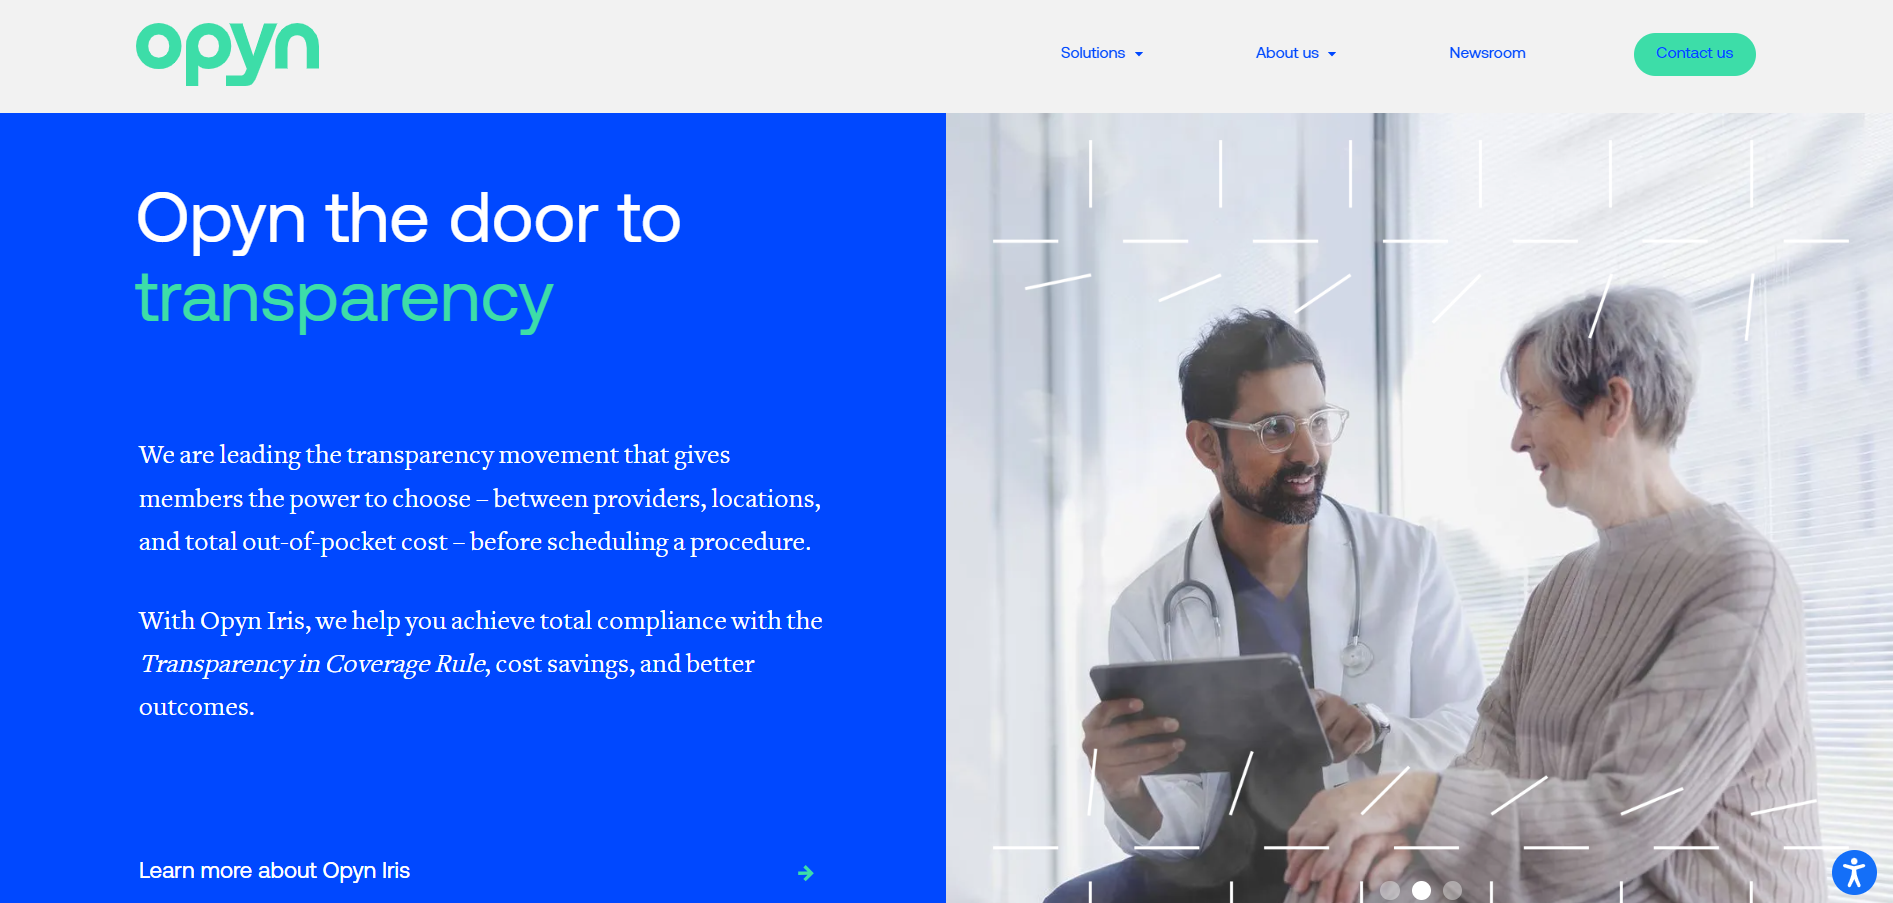 opyn
Solutions
About us
Newsroom
Contact us
Opyn the door to
transparency
We are leading the transparency movement that gives
members the power to choose – between providers, locations,
and total out-of-pocket cost – before scheduling a procedure.
With Opyn Iris, we help you achieve total compliance with the
Transparency in Coverage Rule, cost savings, and better
outcomes.
Learn more about Opyn Iris